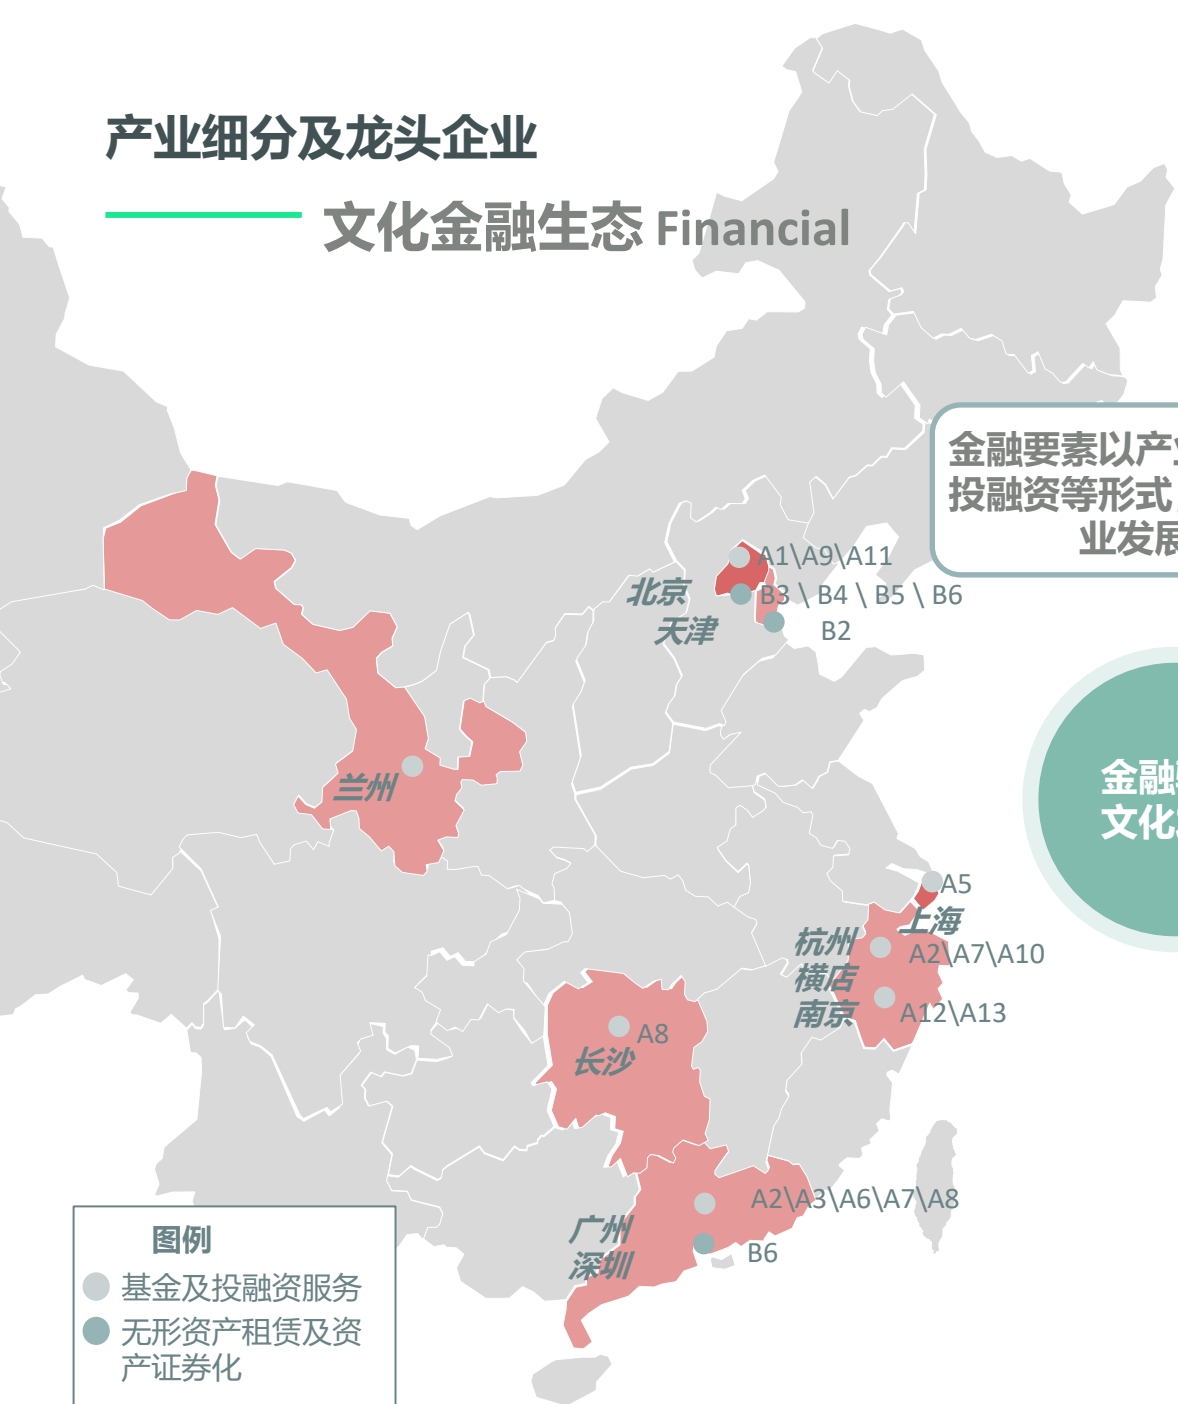 产业细分及龙头企业
文化金融生态 Financial
金融要素以产
投融资等形式
业发展
A1\A9\A11
北京
B3 \ B4 \ B5 \ B6
天津
B2
金融
文化
兰州
A5
上海
杭州
A2\A7\A10
横店
南京
A12\A13
A8
长沙
A2\A3\A6\A7\A8
广州
深圳
B6
图例
基金及投融资服务
无形资产租赁及资
产证券化